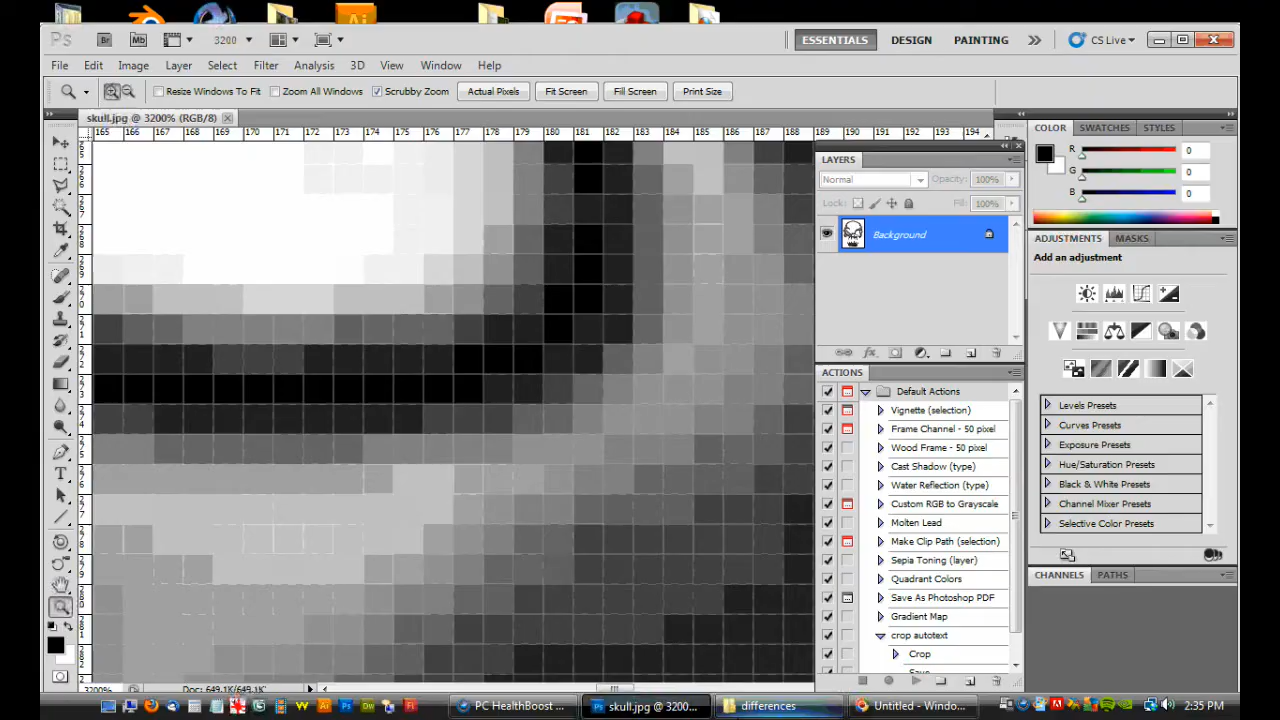 Ps Br Mb 3200 ESSENTIALS DESIGN PAINTING CS Live
File Edit Image Layer Select Filter Analysis 3D View Window Help
Resize Windows To Fit Zoom All Windows Scrubby Zoom Actual Pixels Fit Screen Fill Screen Print Size
skull.jpg @ 3200% (RGB/8)
165 166 167 168 169 170 171 172 173 174 175 176 177 178 179 180 181 182 183 184 185 186 187 189 190 191 192 193 194
COLOR SWATCHES STYLES
R 0
G 0
B 0
LAYERS
Normal Opacity: 100%
Lock: Fill: 100%
Background
ADJUSTMENTS MASKS
Add an adjustment
Levels Presets
Curves Presets
Exposure Presets
Hue/Saturation Presets
Black & White Presets
Channel Mixer Presets
Selective Color Presets
CHANNELS PATHS
ACTIONS
Default Actions
Vignette (selection)
Frame Channel - 50 pixel
Wood Frame - 50 pixel
Cast Shadow (type)
Water Reflection (type)
Custom RGB to Grayscale
Molten Lead
Make Clip Path (selection)
Sepia Toning (layer)
Quadrant Colors
Save As Photoshop PDF
Gradient Map
crop autotext
Crop
3200% Doc: 649.1K/649.1K
PC HealthBoost ... skull.jpg @ 3200... differences Untitled - Windo... 2:35 PM